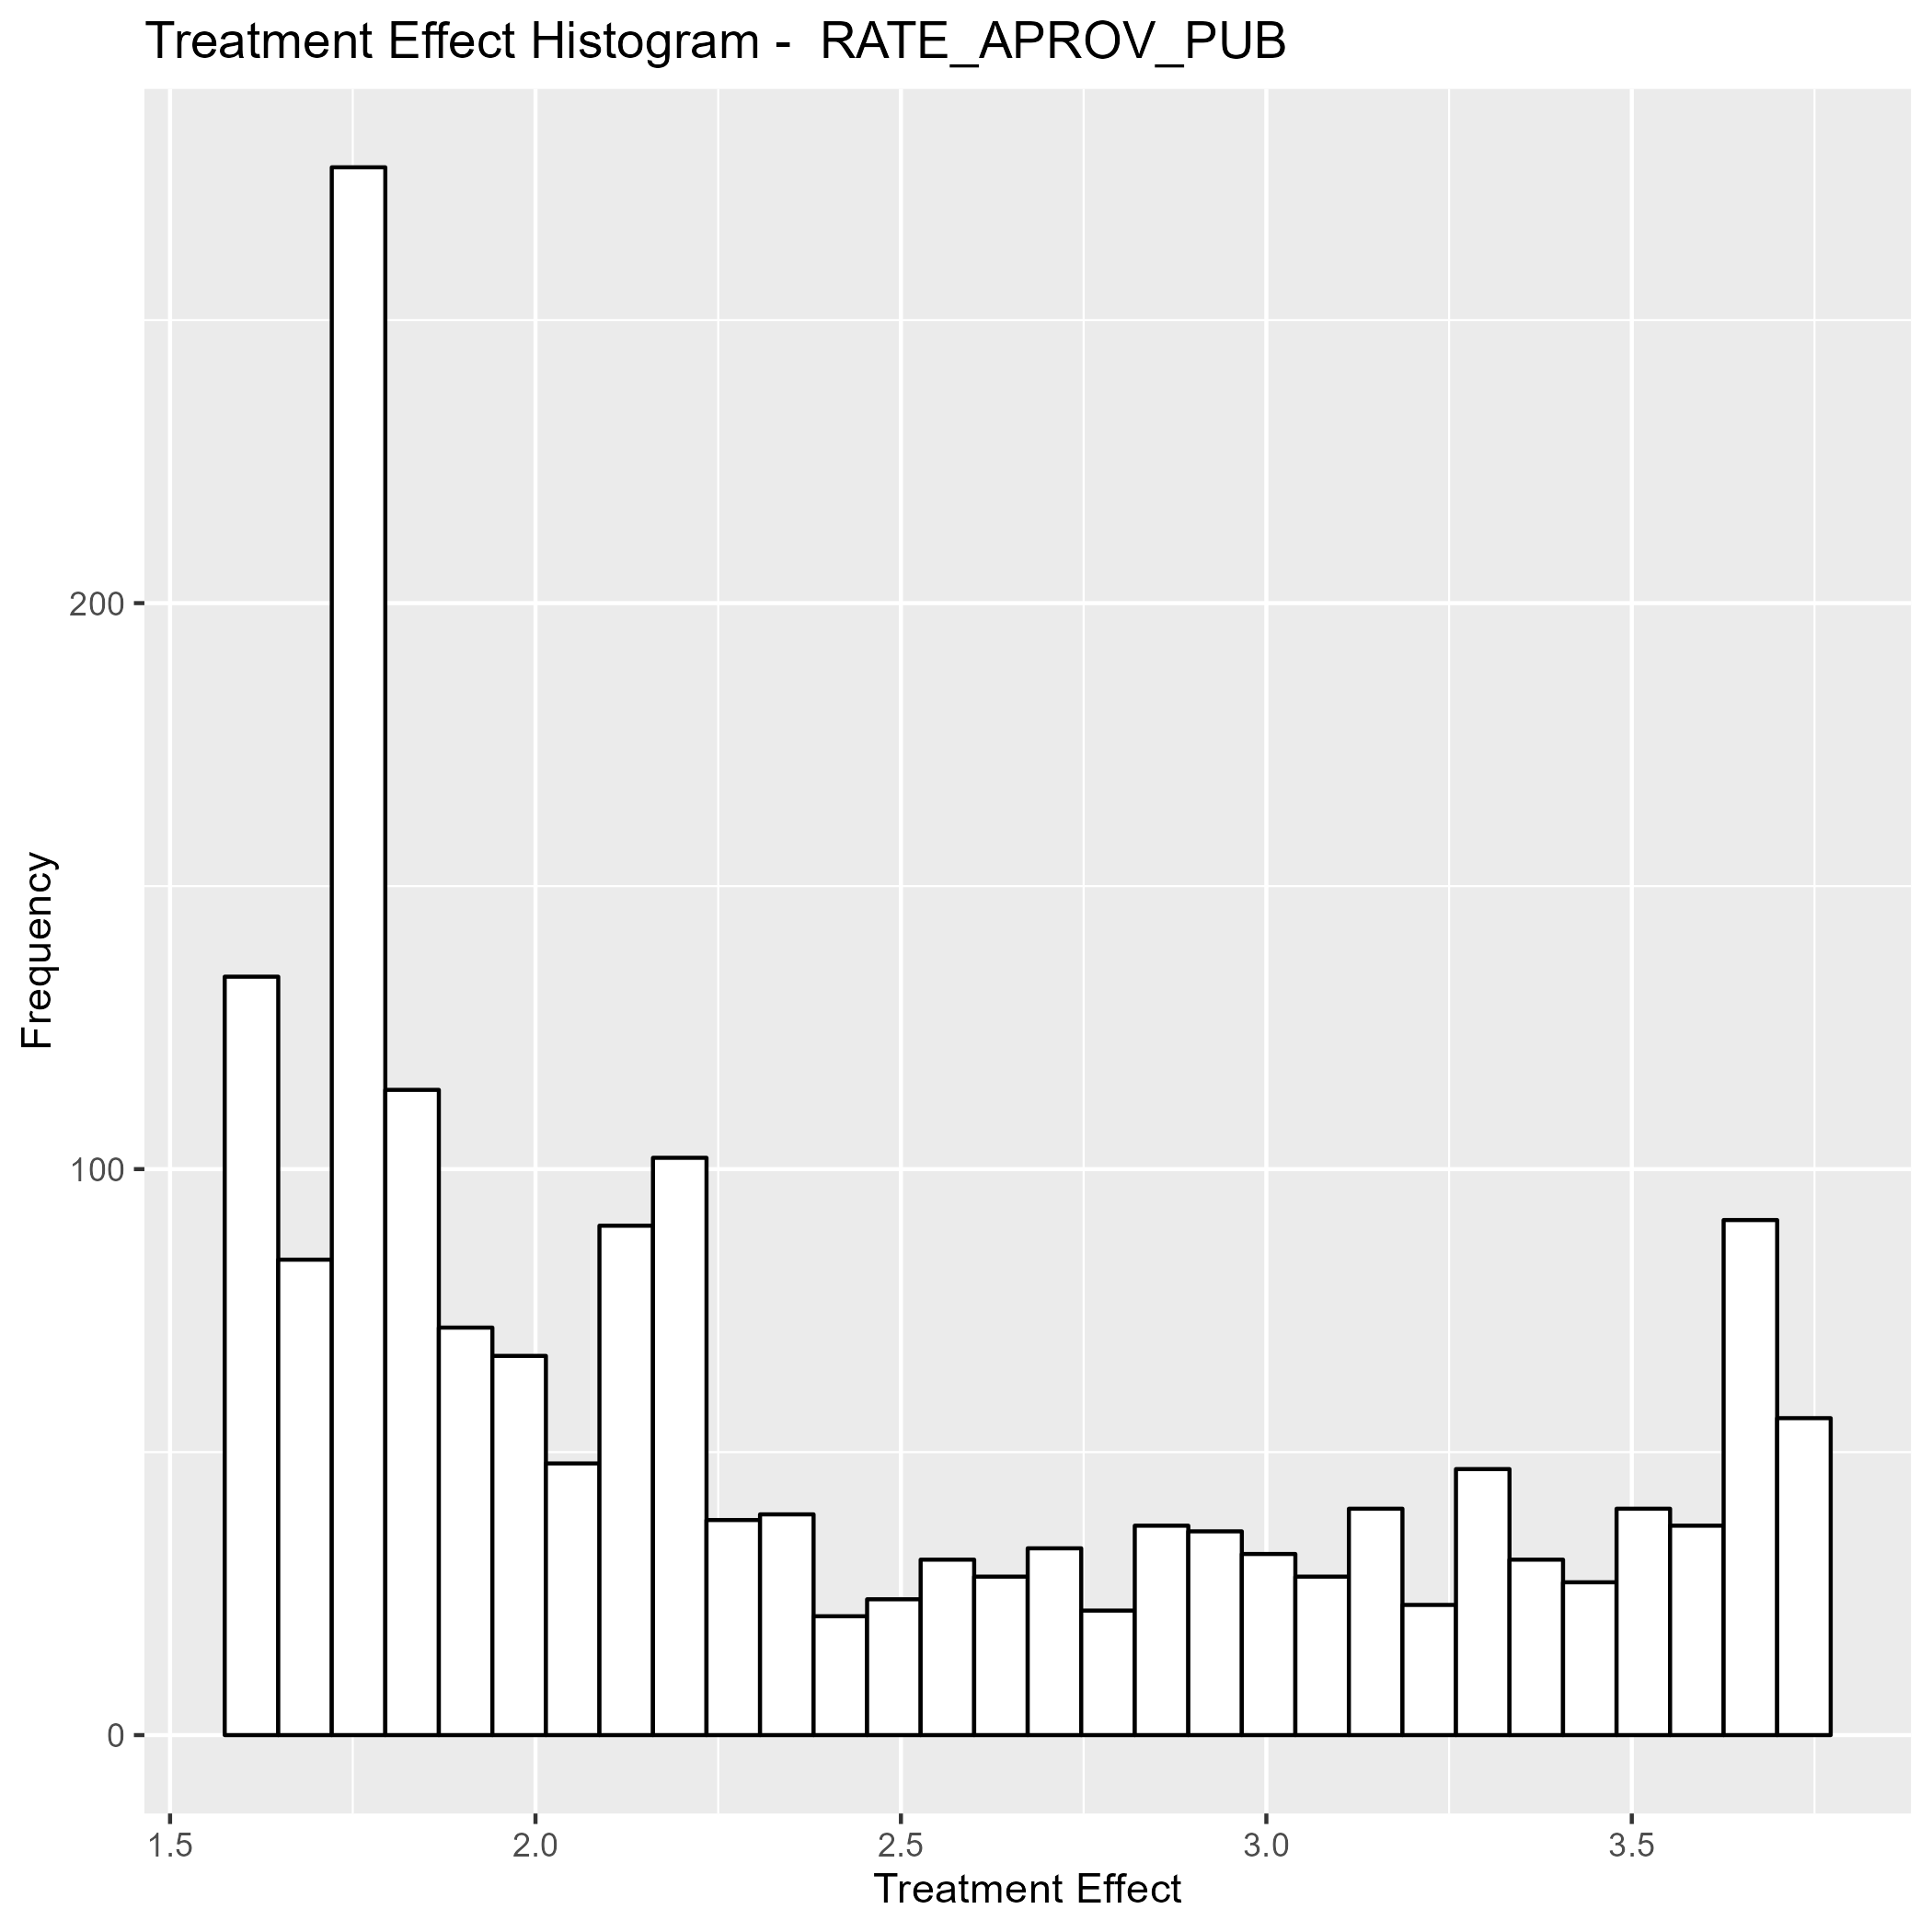 Treatment Effect Histogram -  RATE_APROV_PUB
Frequency
200
100
0
1.5 2.0 2.5 3.0 3.5
Treatment Effect